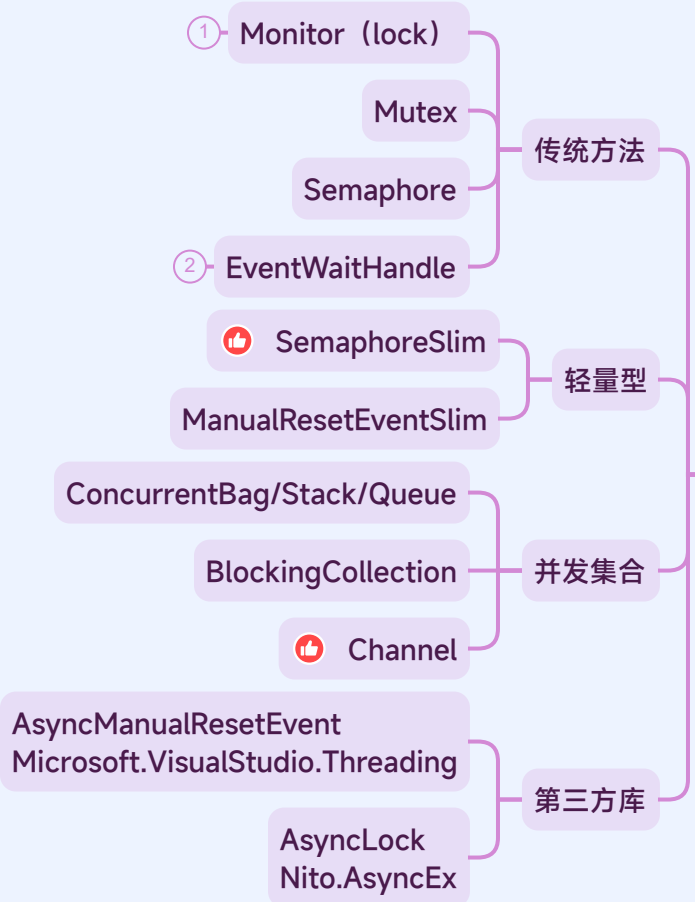 1
Monitor（lock）
Mutex
传统方法
Semaphore
2
EventWaitHandle
SemaphoreSlim
轻量型
ManualResetEventSlim
ConcurrentBag/Stack/Queue
BlockingCollection
并发集合
Channel
AsyncManualResetEvent
Microsoft.VisualStudio.Threading
第三方库
AsyncLock
Nito.AsyncEx